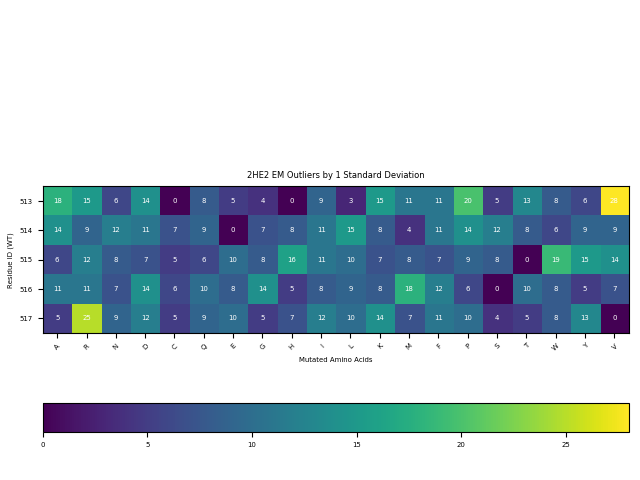 2HE2 EM Outliers by 1 Standard Deviation
Residue ID (WT)
513 18 15 6 14 0 8 5 4 0 9 3 15 11 11 20 5 13 8 6 28
514 14 9 12 11 7 9 0 7 8 11 15 8 4 11 14 12 8 6 9 9
515 6 12 8 7 5 6 10 8 16 11 10 7 8 7 9 8 0 19 15 14
516 11 11 7 14 6 10 8 14 5 8 9 8 18 12 6 0 10 8 5 7
517 5 25 9 12 5 9 10 5 7 12 10 14 7 11 10 4 5 8 13 0
A R N D C Q E G H I L K M F P S T W Y V
Mutated Amino Acids
0 5 10 15 20 25